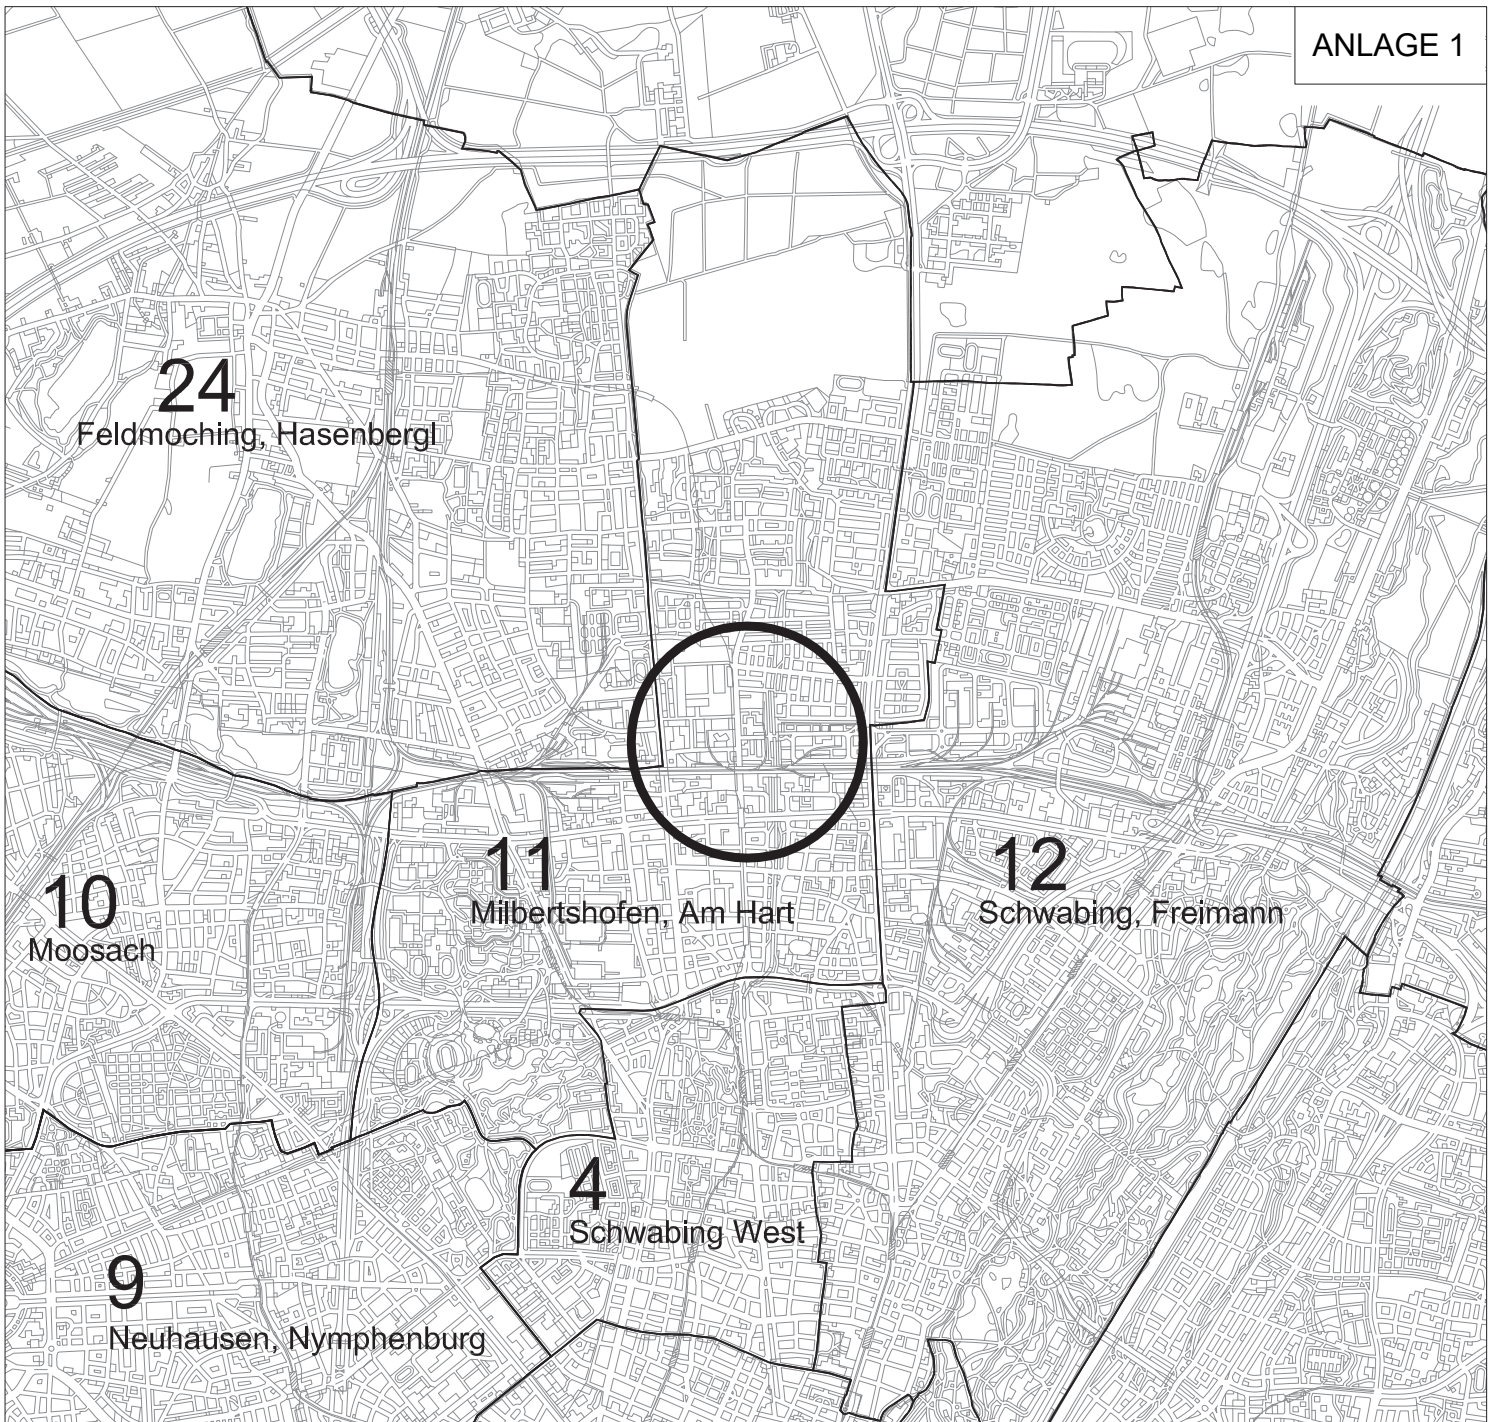 ANLAGE 1
24
Feldmoching, Hasenbergl
11
Milbertshofen, Am Hart
12
Schwabing, Freimann
10
Moosach
4
Schwabing West
9
Neuhausen, Nymphenburg